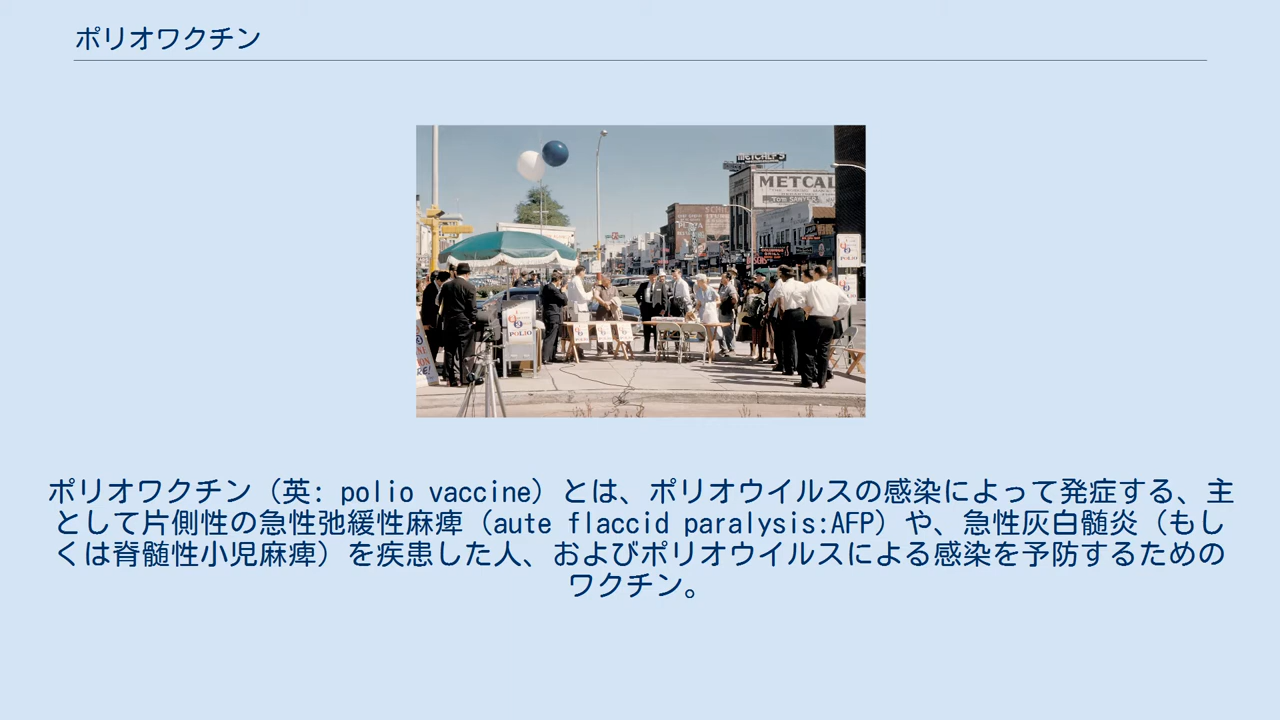 ポリオワクチン
METCALF'S
METCAL
TOM SAWYER
POLIO
POLIO
ポリオワクチン（英: polio vaccine）とは、ポリオウイルスの感染によって発症する、主
として片側性の急性弛緩性麻痺（aute flaccid paralysis:AFP）や、急性灰白髄炎（もし
くは脊髄性小児麻痺）を疾患した人、およびポリオウイルスによる感染を予防するための
ワクチン。